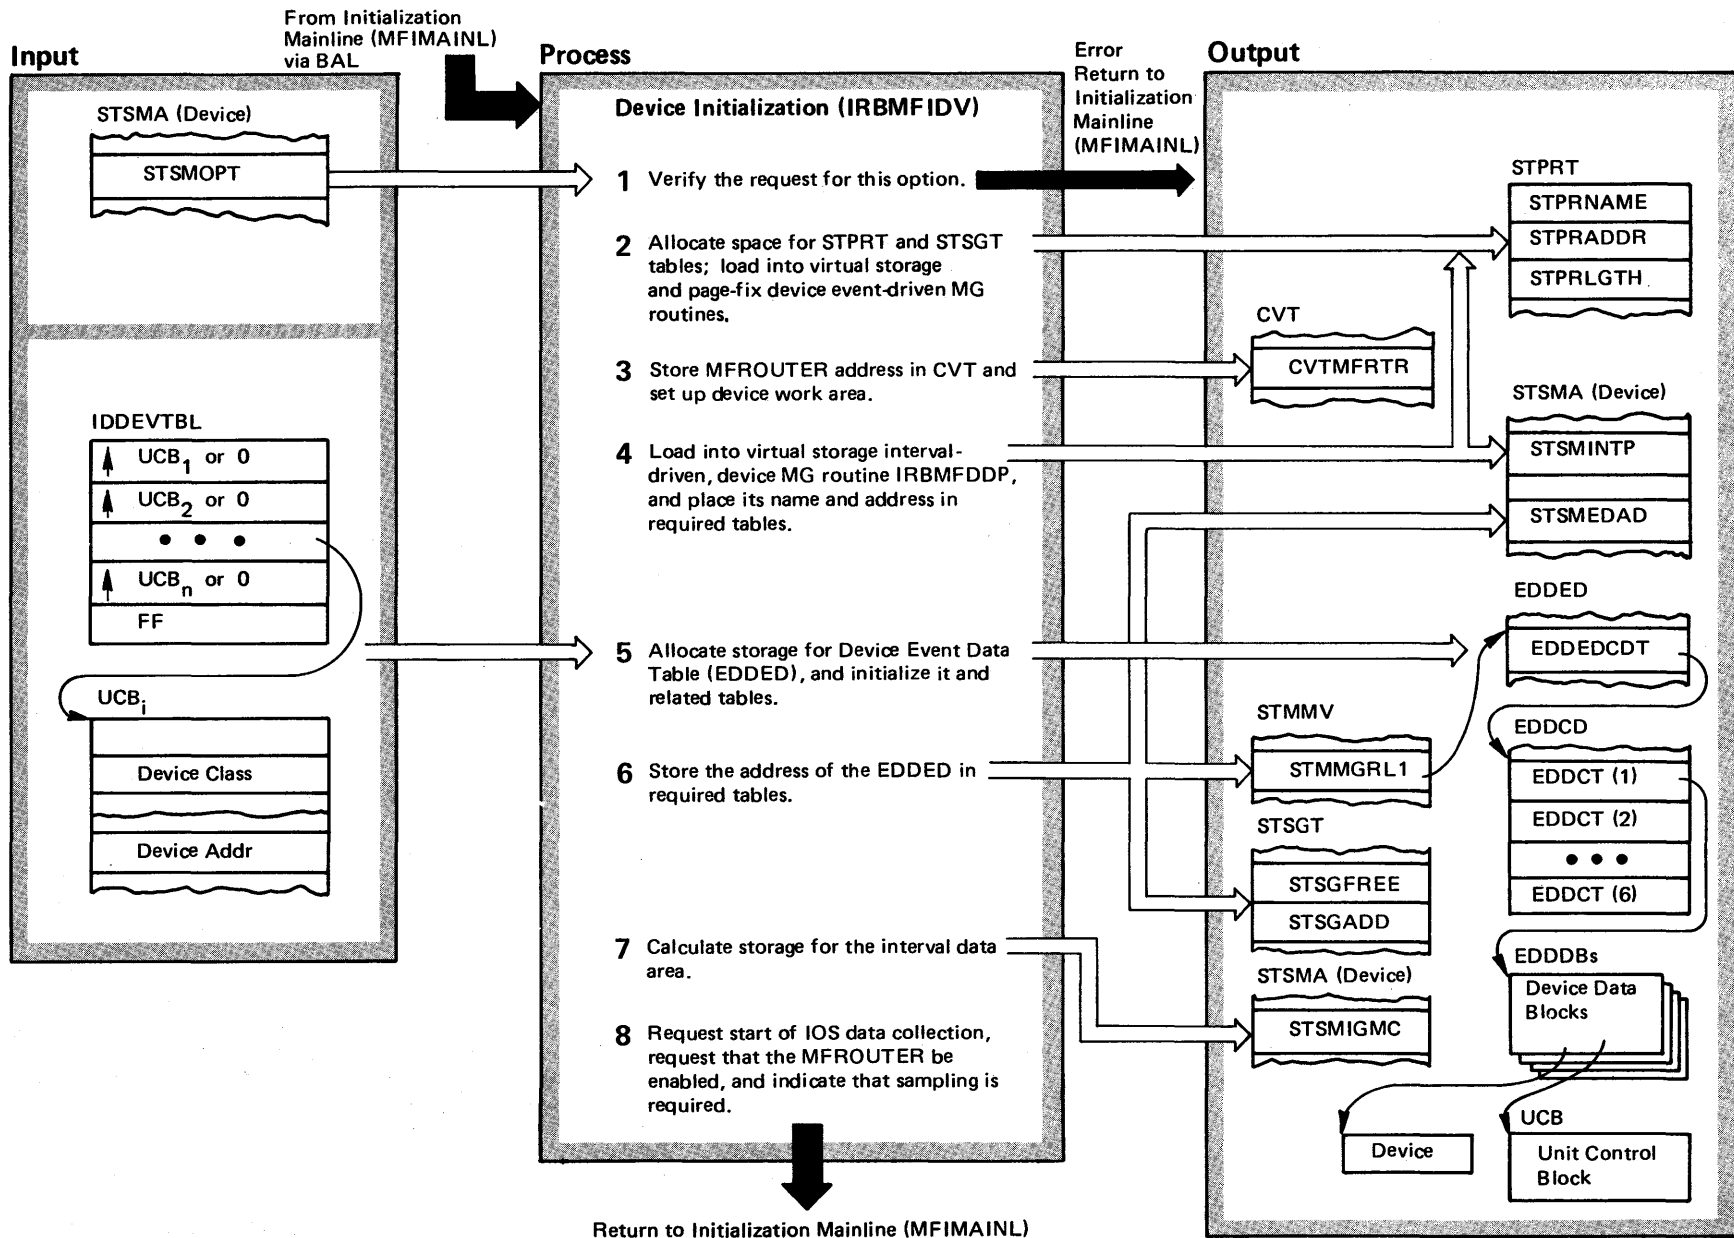 From Initialization
Mainline (MFIMAINL)
via BAL
Input
STSMA (Device)
STSMOPT
IDDEVTBL
UCB1 or 0
UCB2 or 0
• • •
UCBn or 0
FF
UCBi
Device Class
Device Addr
Process
Device Initialization (IRBMFIDV)
1 Verify the request for this option.
2 Allocate space for STPRT and STSGT
tables; load into virtual storage
and page-fix device event-driven MG
routines.
3 Store MFROUTER address in CVT and
set up device work area.
4 Load into virtual storage interval-
driven, device MG routine IRBMFDDP,
and place its name and address in
required tables.
5 Allocate storage for Device Event Data
Table (EDDED), and initialize it and
related tables.
6 Store the address of the EDDED in
required tables.
7 Calculate storage for the interval data
area.
8 Request start of IOS data collection,
request that the MFROUTER be
enabled, and indicate that sampling is
required.
Return to Initialization Mainline (MFIMAINL)
Error
Return to
Initialization
Mainline
(MFIMAINL)
Output
STPRT
STPRNAME
STPRADDR
STPRLGTH
CVT
CVTMFRTR
STSMA (Device)
STSMINTP
STSMEDAD
EDDED
EDDEDCDT
STMMV
STMMGRL1
EDDCD
EDDCT (1)
EDDCT (2)
• • •
EDDCT (6)
STSGT
STSGFREE
STSGADD
STSMA (Device)
STSMIGMC
EDDDBs
Device Data
Blocks
Device
UCB
Unit Control
Block